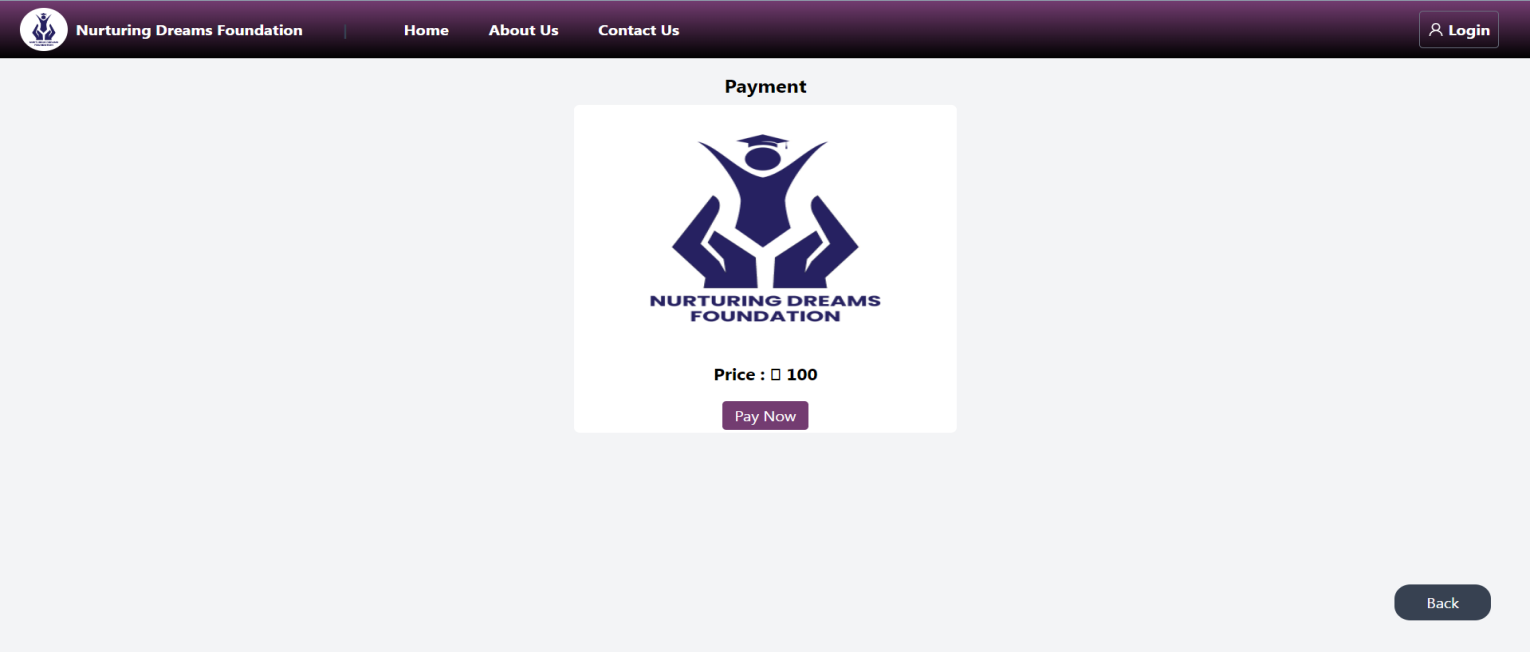 Nurturing Dreams Foundation | Home About Us Contact Us Login
Payment
NURTURING DREAMS
FOUNDATION
Price : 100
Pay Now
Back